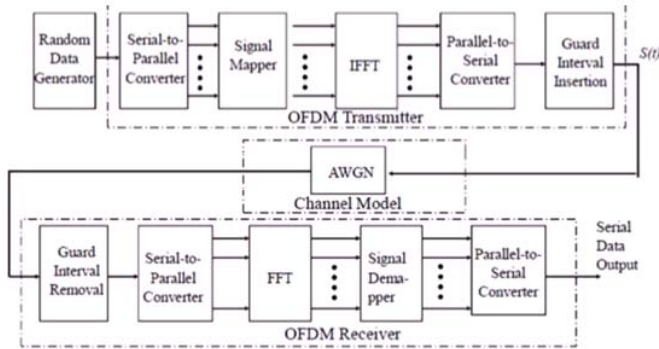 Random
Data
Generator
Serial-to-
Parallel
Converter
Signal
Mapper
IFFT
Parallel-to-
Serial
Converter
Guard
Interval
Insertion
S(t)
OFDM Transmitter
AWGN
Channel Model
Guard
Interval
Removal
Serial-to-
Parallel
Converter
FFT
Signal
Dema-
pper
Parallel-to-
Serial
Converter
Serial
Data
Output
OFDM Receiver